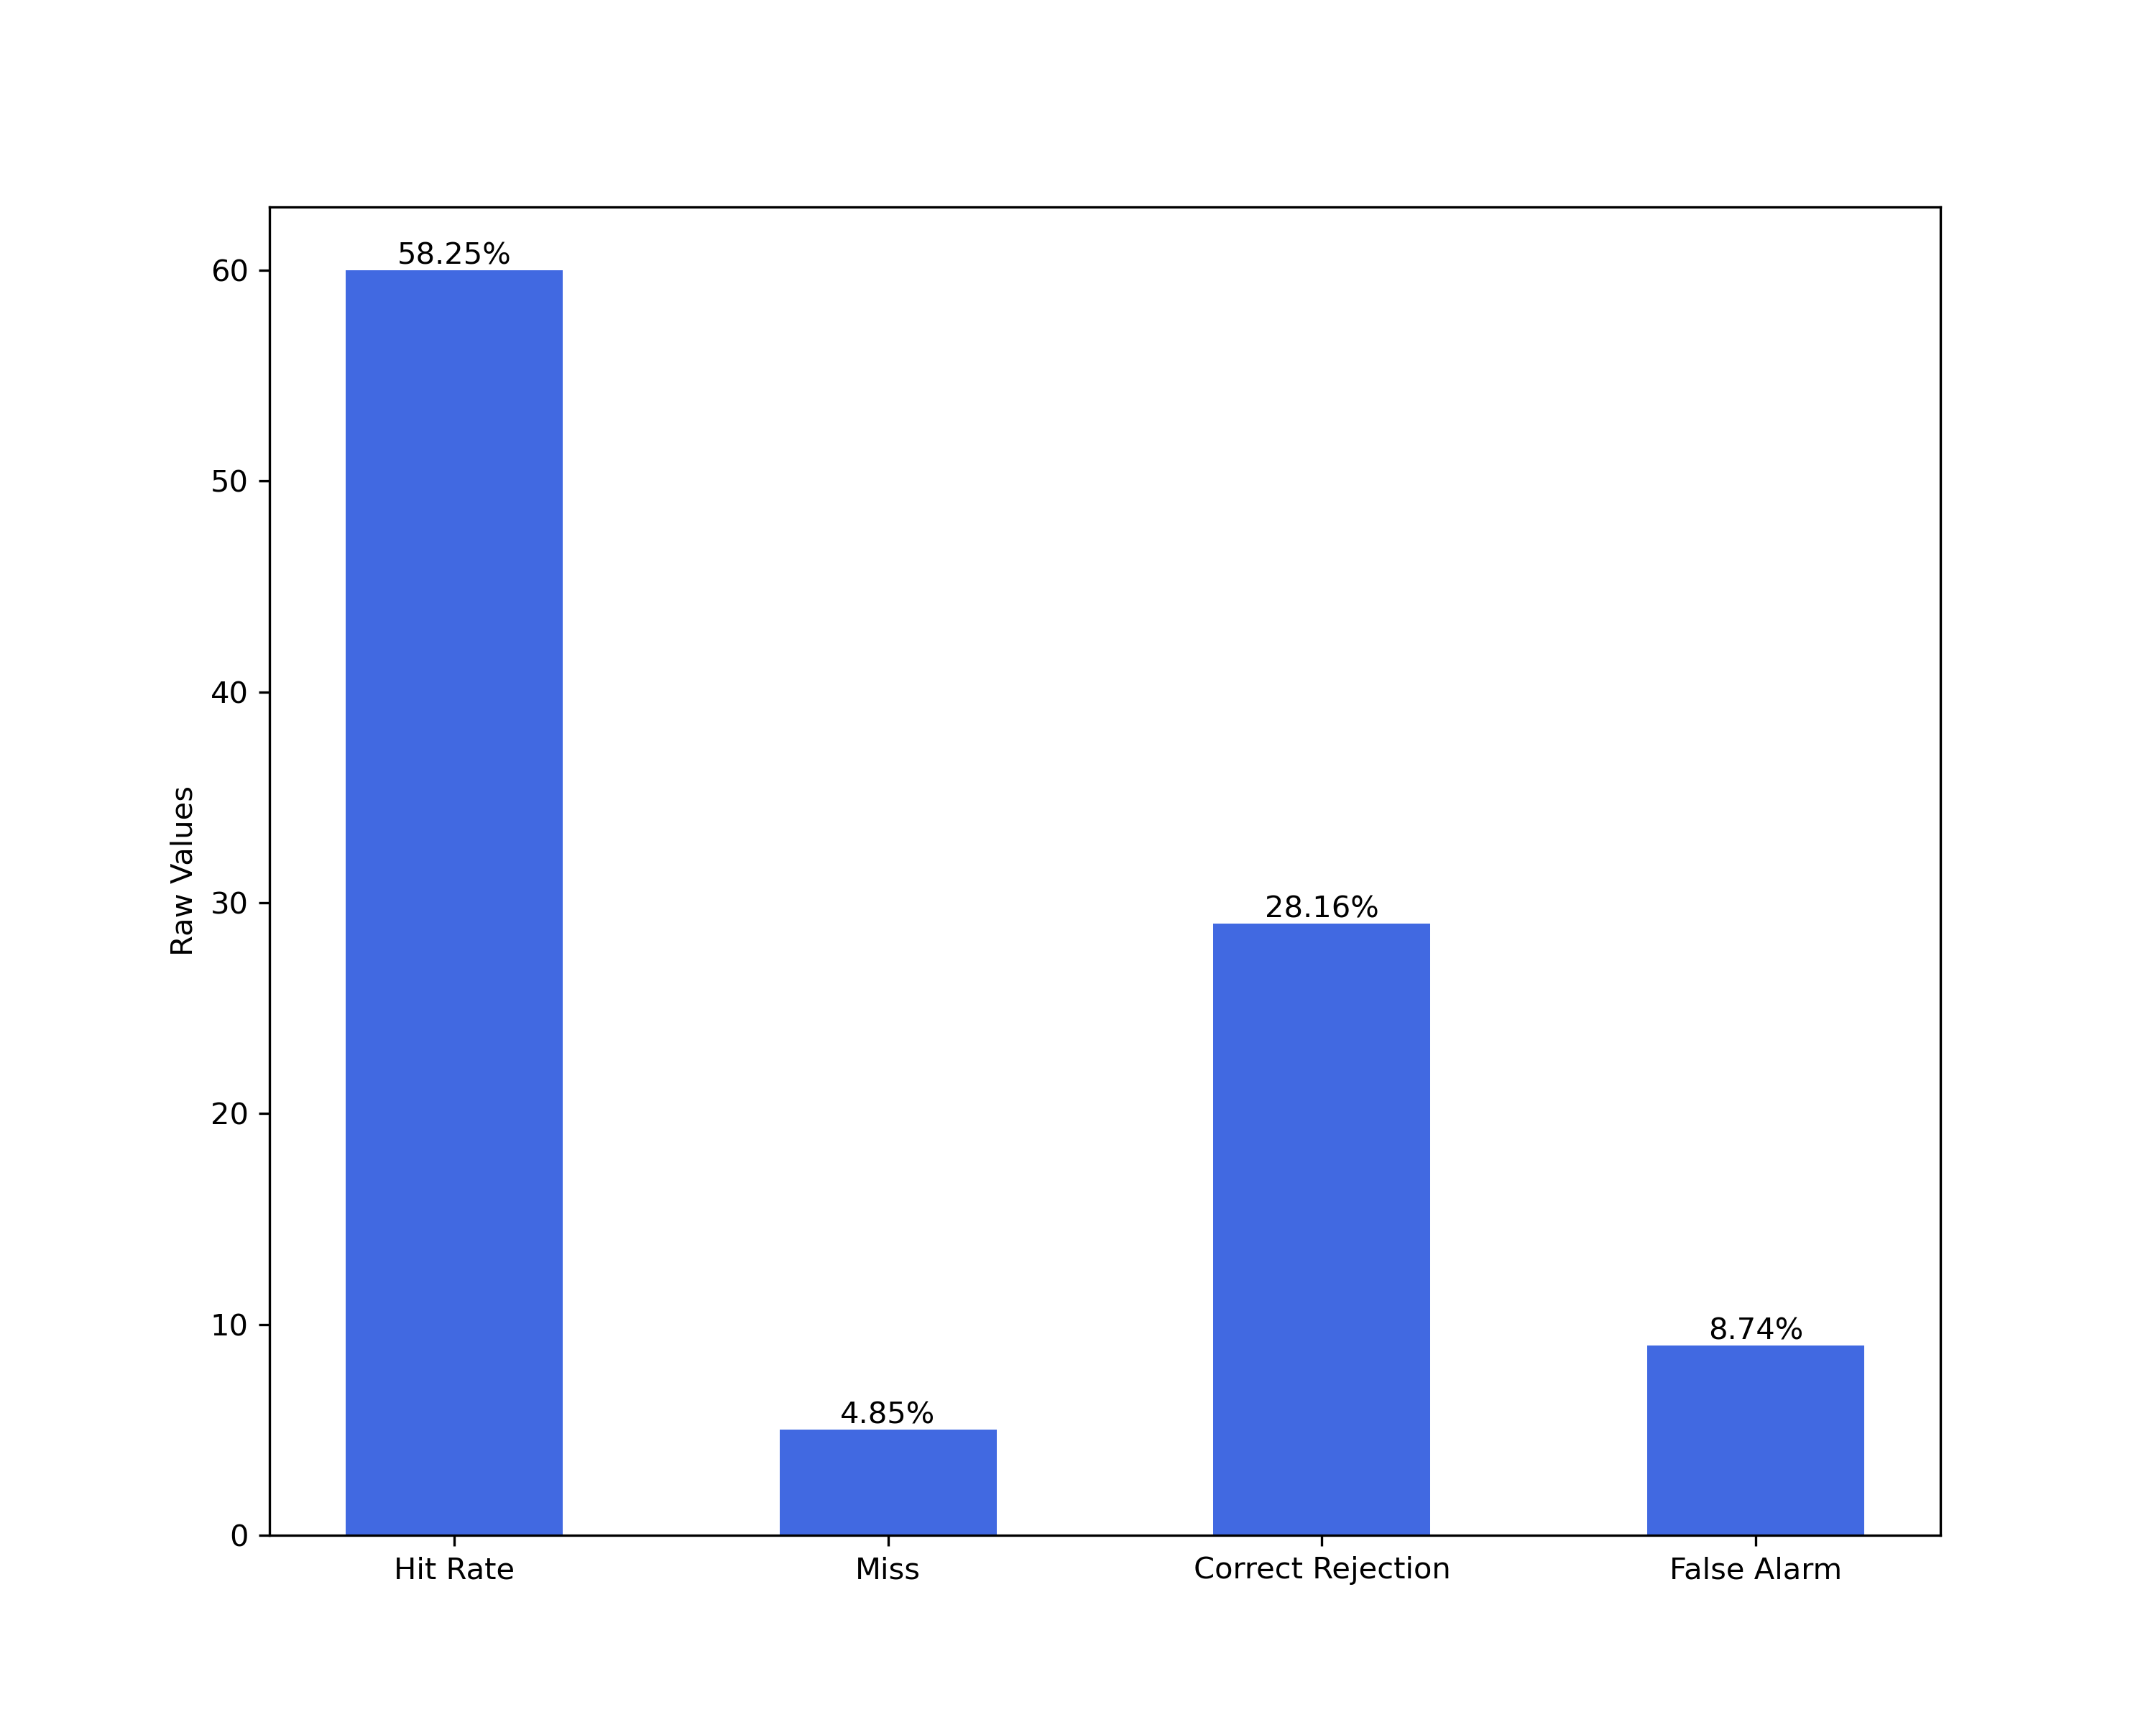 58.25%
60
50
40
Raw Values
30
28.16%
20
10
8.74%
4.85%
0
Hit Rate
Miss
Correct Rejection
False Alarm